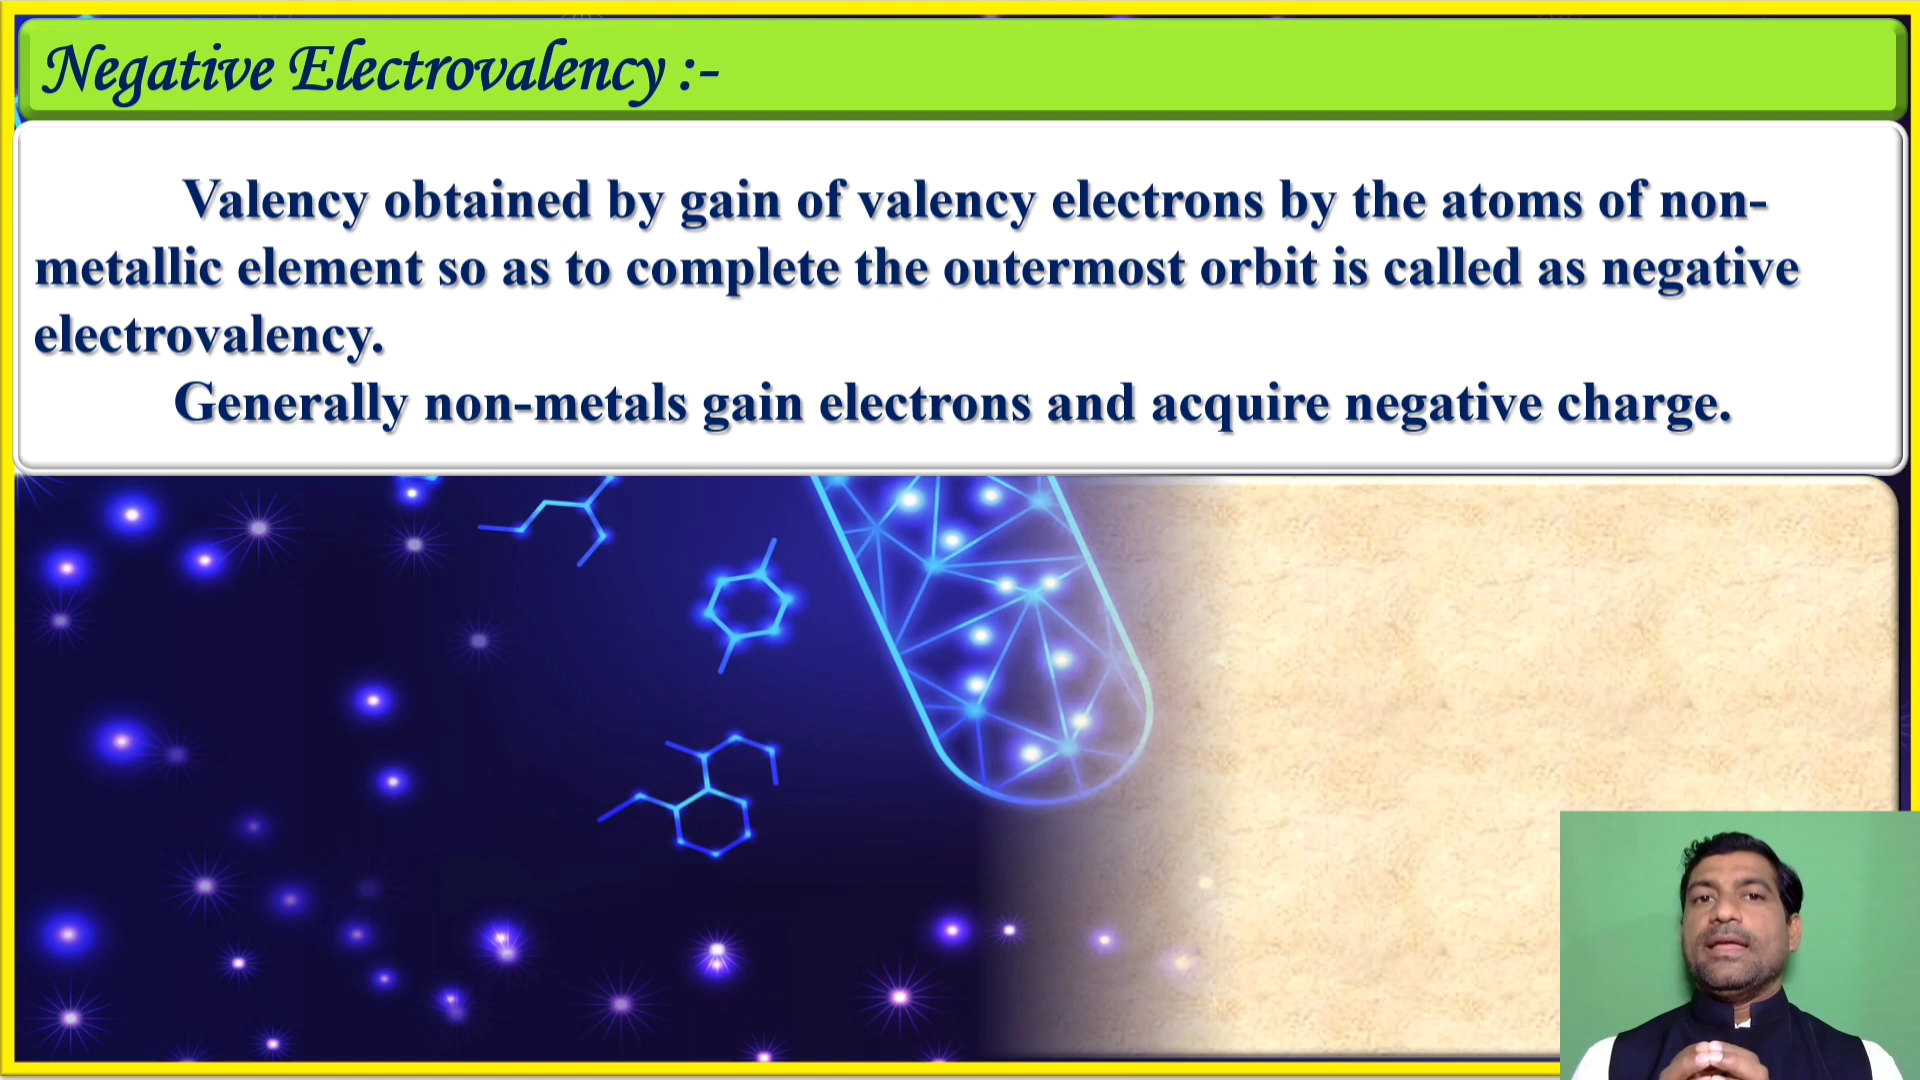 Negative Electrovalency :-
Valency obtained by gain of valency electrons by the atoms of non-
metallic element so as to complete the outermost orbit is called as negative
electrovalency.
Generally non-metals gain electrons and acquire negative charge.